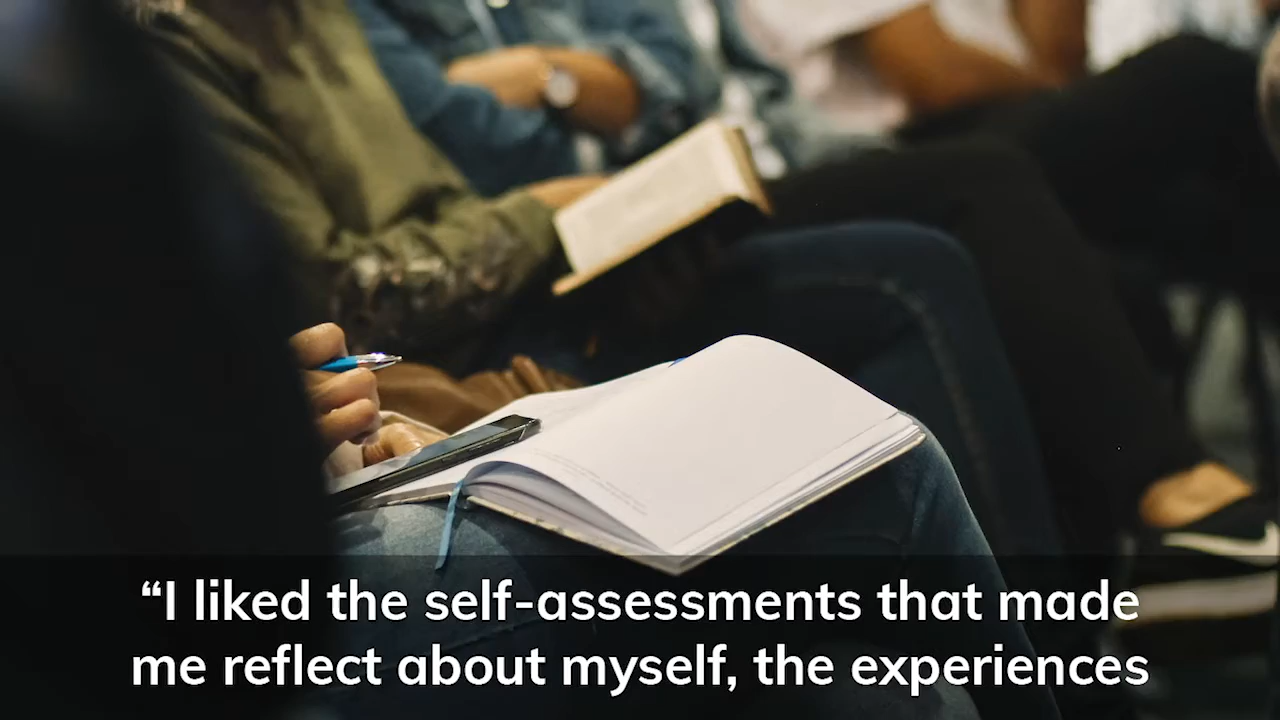 “I liked the self-assessments that made
me reflect about myself, the experiences